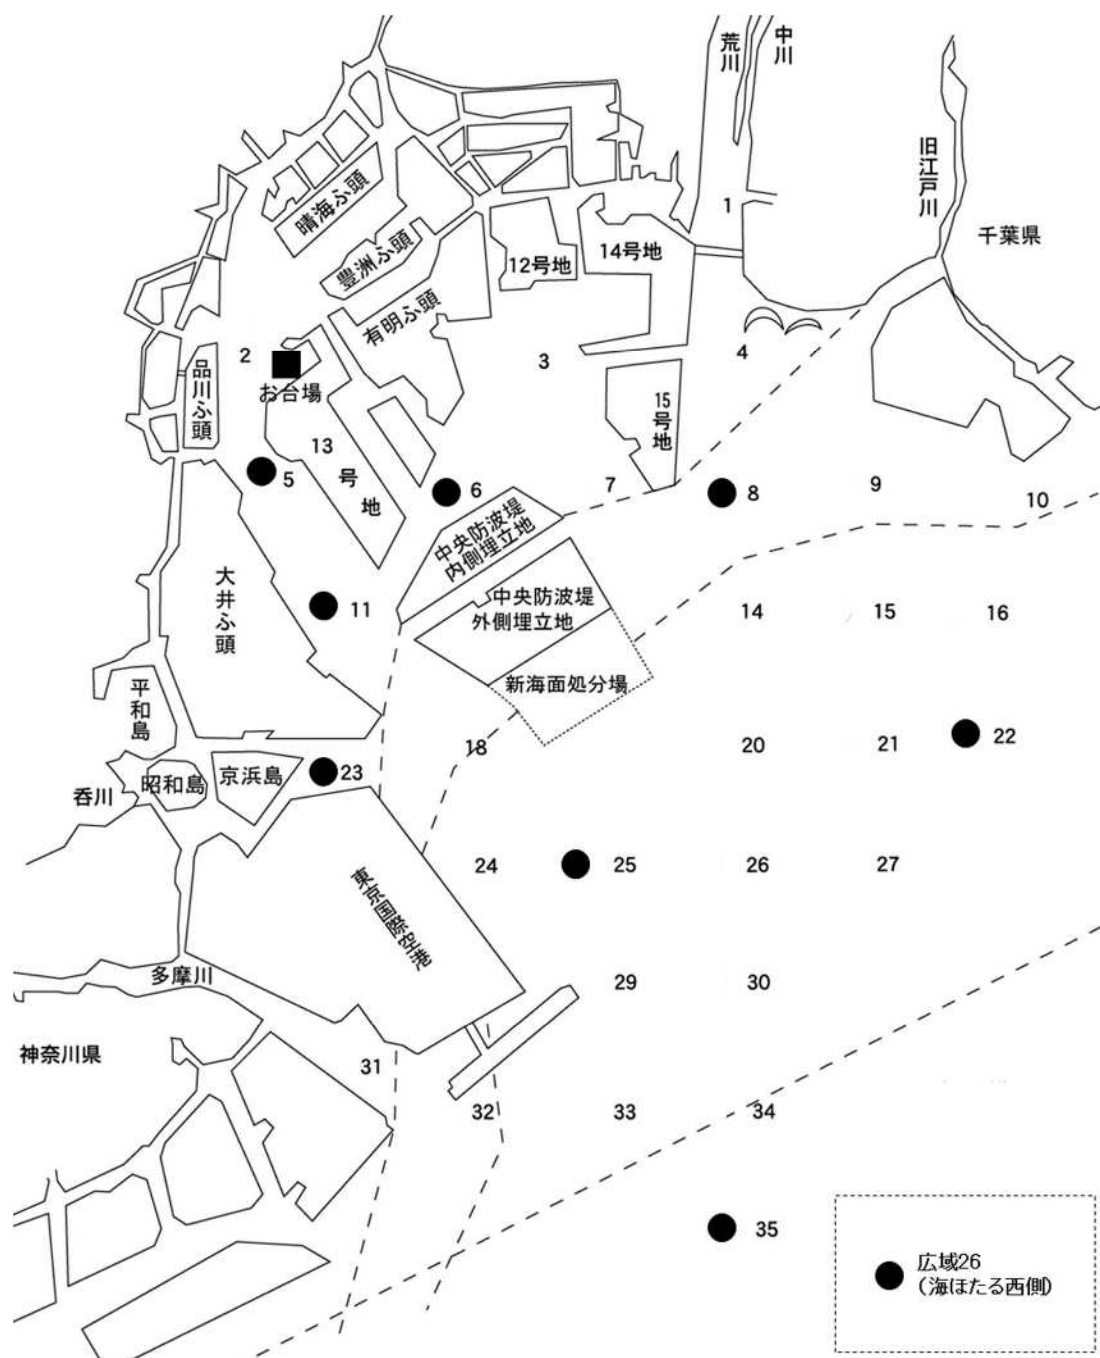 荒川
中川
旧江戸川
千葉県
1
晴海ふ頭
豊洲ふ頭
有明ふ頭
12号地
14号地
2
お台場
3
4
品川ふ頭
13号地
15号地
5
6
7
8
9
10
中央防波堤
内側埋立地
大井ふ頭
11
中央防波堤
外側埋立地
14
15
16
新海面処分場
平和島
18
20
21
22
呑川
昭和島
京浜島
23
24
25
26
27
東京国際空港
多摩川
29
30
神奈川県
31
32
33
34
35
広域26
(海ほたる西側)